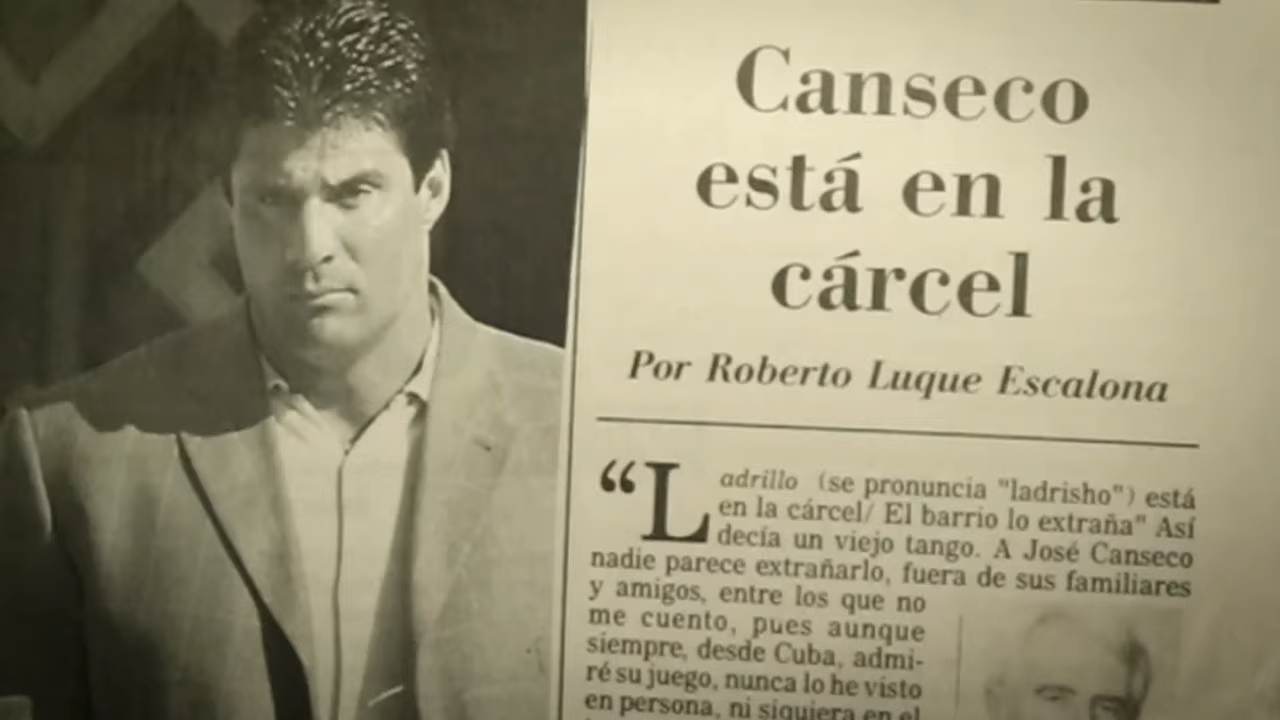 Canseco
está en la
cárcel
Por Roberto Luque Escalona
“Ladrillo (se pronuncia "ladrisho") está
en la cárcel/ El barrio lo extraña" Así
decía un viejo tango. A José Canseco
nadie parece extrañarlo, fuera de sus familiares
y amigos, entre los que no
me cuento, pues aunque
siempre, desde Cuba, admi-
ré su juego, nunca lo he visto
en persona, ni siquiera en el